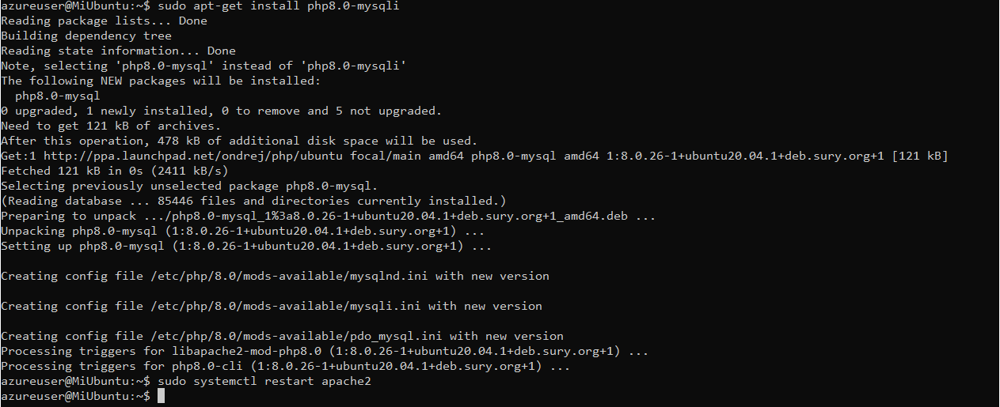 azureuser@MiUbuntu:~$ sudo apt-get install php8.0-mysqli
Reading package lists... Done
Building dependency tree
Reading state information... Done
Note, selecting 'php8.0-mysql' instead of 'php8.0-mysqli'
The following NEW packages will be installed:
  php8.0-mysql
0 upgraded, 1 newly installed, 0 to remove and 5 not upgraded.
Need to get 121 kB of archives.
After this operation, 478 kB of additional disk space will be used.
Get:1 http://ppa.launchpad.net/ondrej/php/ubuntu focal/main amd64 php8.0-mysql amd64 1:8.0.26-1+ubuntu20.04.1+deb.sury.org+1 [121 kB]
Fetched 121 kB in 0s (2411 kB/s)
Selecting previously unselected package php8.0-mysql.
(Reading database ... 85446 files and directories currently installed.)
Preparing to unpack .../php8.0-mysql_1%3a8.0.26-1+ubuntu20.04.1+deb.sury.org+1_amd64.deb ...
Unpacking php8.0-mysql (1:8.0.26-1+ubuntu20.04.1+deb.sury.org+1) ...
Setting up php8.0-mysql (1:8.0.26-1+ubuntu20.04.1+deb.sury.org+1) ...
Creating config file /etc/php/8.0/mods-available/mysqlnd.ini with new version
Creating config file /etc/php/8.0/mods-available/mysqli.ini with new version
Creating config file /etc/php/8.0/mods-available/pdo_mysql.ini with new version
Processing triggers for libapache2-mod-php8.0 (1:8.0.26-1+ubuntu20.04.1+deb.sury.org+1) ...
Processing triggers for php8.0-cli (1:8.0.26-1+ubuntu20.04.1+deb.sury.org+1) ...
azureuser@MiUbuntu:~$ sudo systemctl restart apache2
azureuser@MiUbuntu:~$